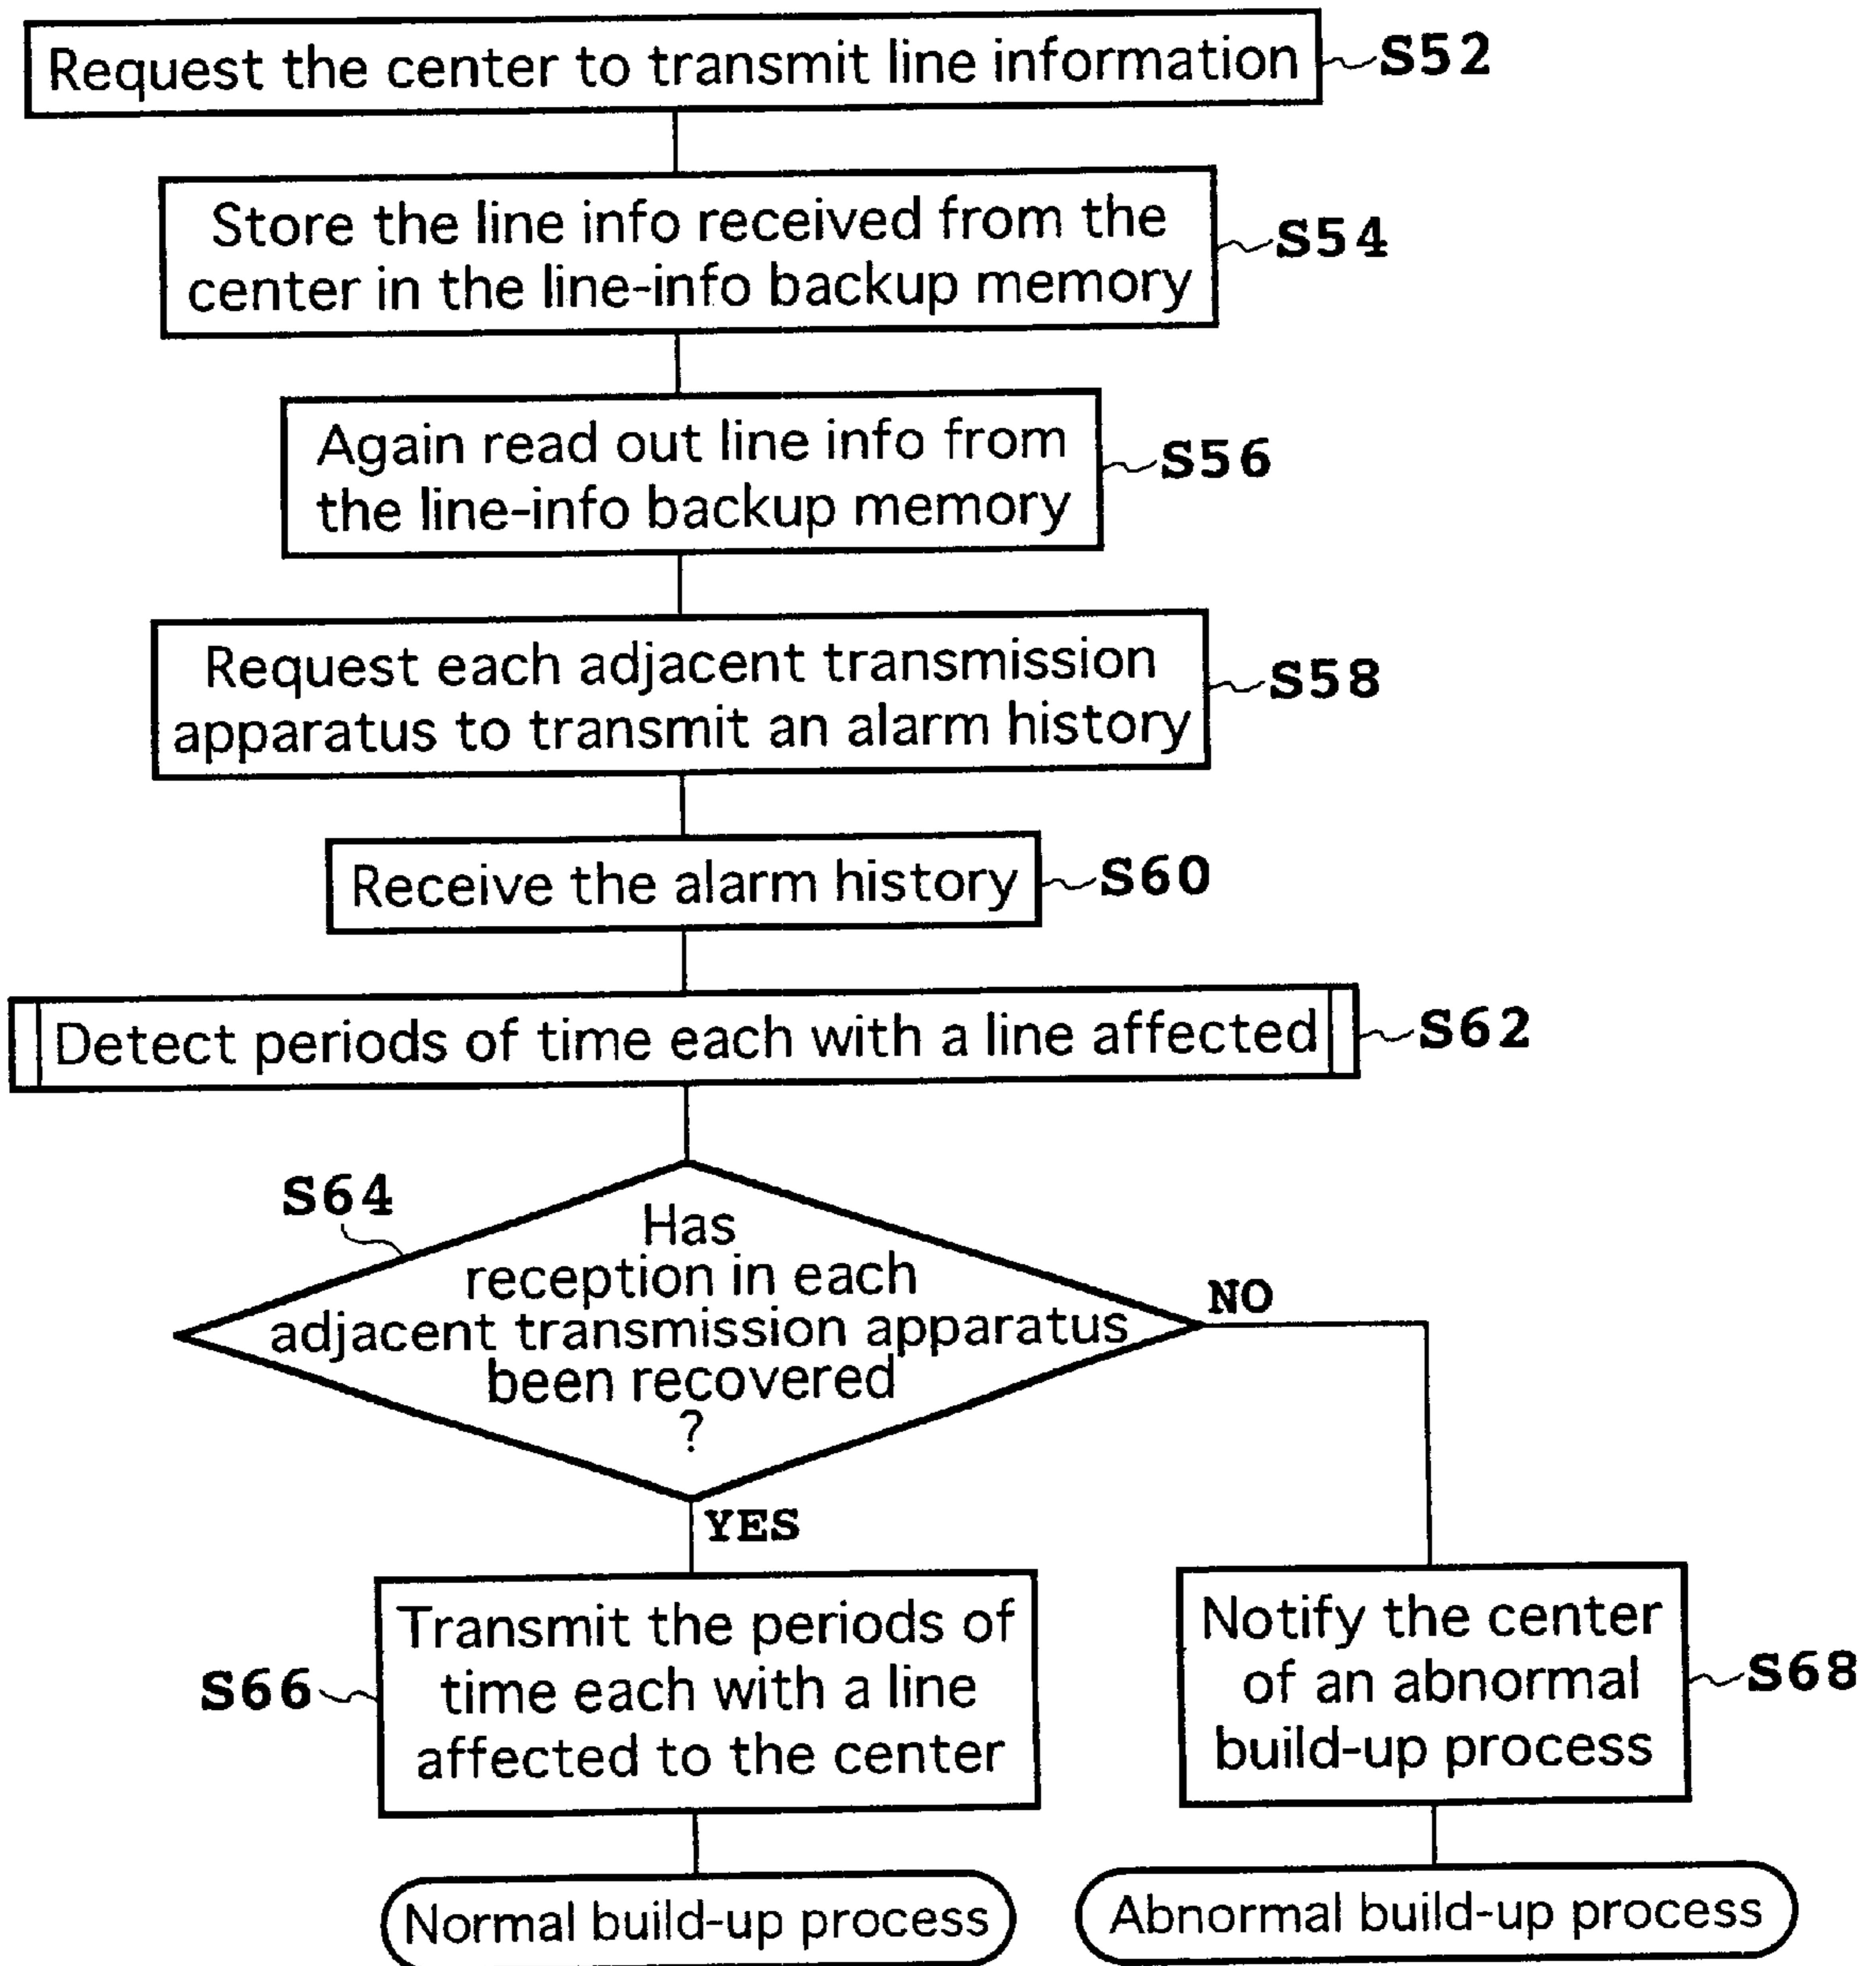 Request the center to transmit line information
S52
Store the line info received from the
center in the line-info backup memory
S54
Again read out line info from
the line-info backup memory
S56
Request each adjacent transmission
apparatus to transmit an alarm history
S58
Receive the alarm history
S60
Detect periods of time each with a line affected
S62
S64
Has
reception in each
adjacent transmission apparatus
been recovered
?
NO
YES
Transmit the periods of
time each with a line
affected to the center
S66
Notify the center
of an abnormal
build-up process
S68
Normal build-up process
Abnormal build-up process